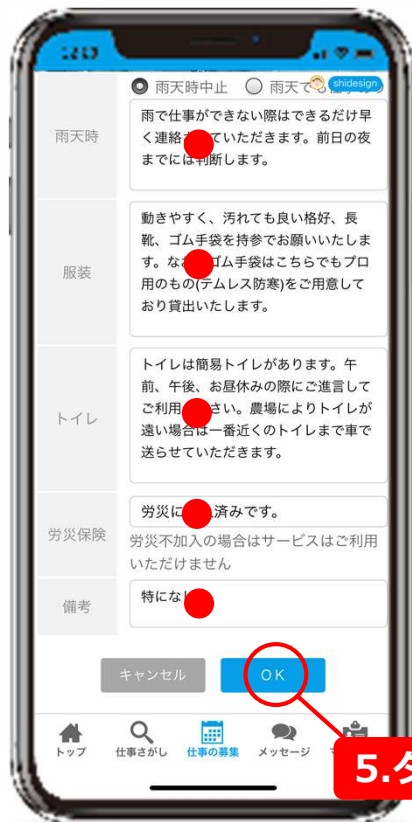 雨天時中止 雨天で
shidesign
雨天時
雨で仕事ができない際はできるだけ早
く連絡 ていただきます。前日の夜
までには判断します。
服装
動きやすく、汚れても良い格好、長
靴、ゴム手袋を持参でお願いいたしま
す。な ゴム手袋はこちらでもプロ
用のもの(テムレス防寒)をご用意して
おり貸出いたします。
トイレ
トイレは簡易トイレがあります。午
前、午後、お昼休みの際にご進言して
ご利用 さい。農場によりトイレが
遠い場合は一番近くのトイレまで車で
送らせていただきます。
労災保険
労災に 済みです。
労災不加入の場合はサービスはご利用
いただけません
備考
特にな
キャンセル OK
トップ 仕事さがし 仕事の募集 メッセージ
5.タ